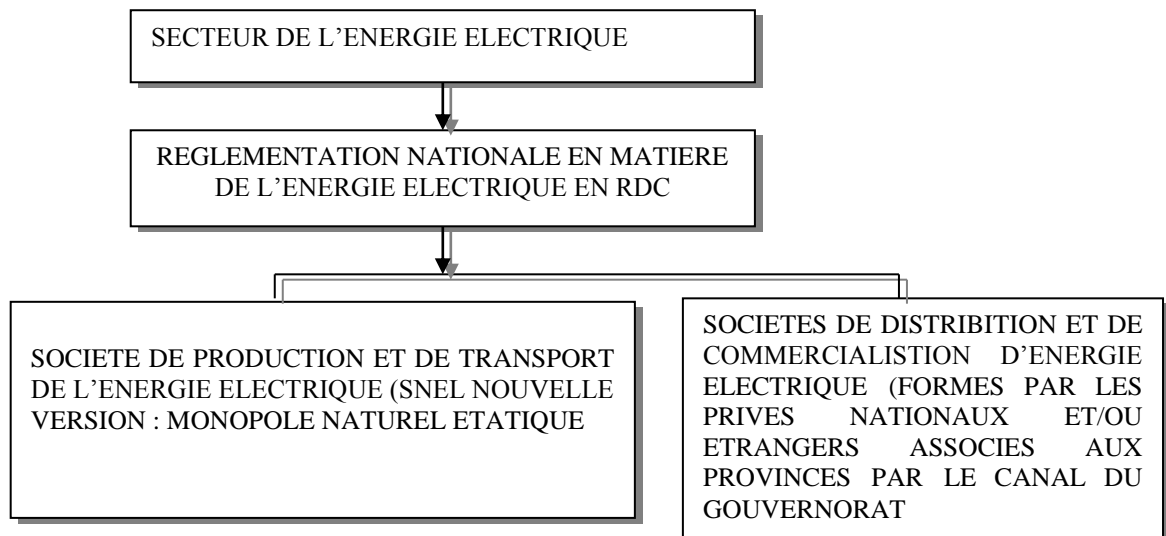 SECTEUR DE L’ENERGIE ELECTRIQUE
REGLEMENTATION NATIONALE EN MATIERE
DE L’ENERGIE ELECTRIQUE EN RDC
SOCIETE DE PRODUCTION ET DE TRANSPORT
DE L’ENERGIE ELECTRIQUE (SNEL NOUVELLE
VERSION : MONOPOLE NATUREL ETATIQUE
SOCIETES DE DISTRIBITION ET DE
COMMERCIALISTION D’ENERGIE
ELECTRIQUE (FORMES PAR LES
PRIVES NATIONAUX ET/OU
ETRANGERS ASSOCIES AUX
PROVINCES PAR LE CANAL DU
GOUVERNORAT